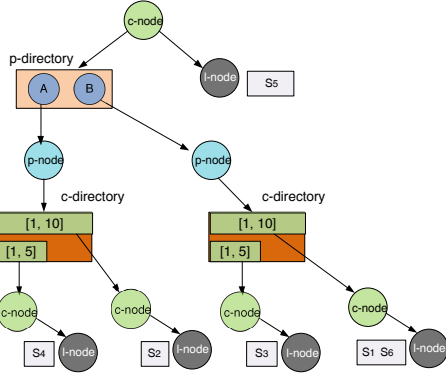 c-node
p-directory
l-node
S5
A B
p-node p-node
c-directory c-directory
[1, 10] [1, 10]
[1, 5] [1, 5]
c-node c-node c-node c-node
S4 l-node S2 l-node S3 l-node S1 S6 l-node